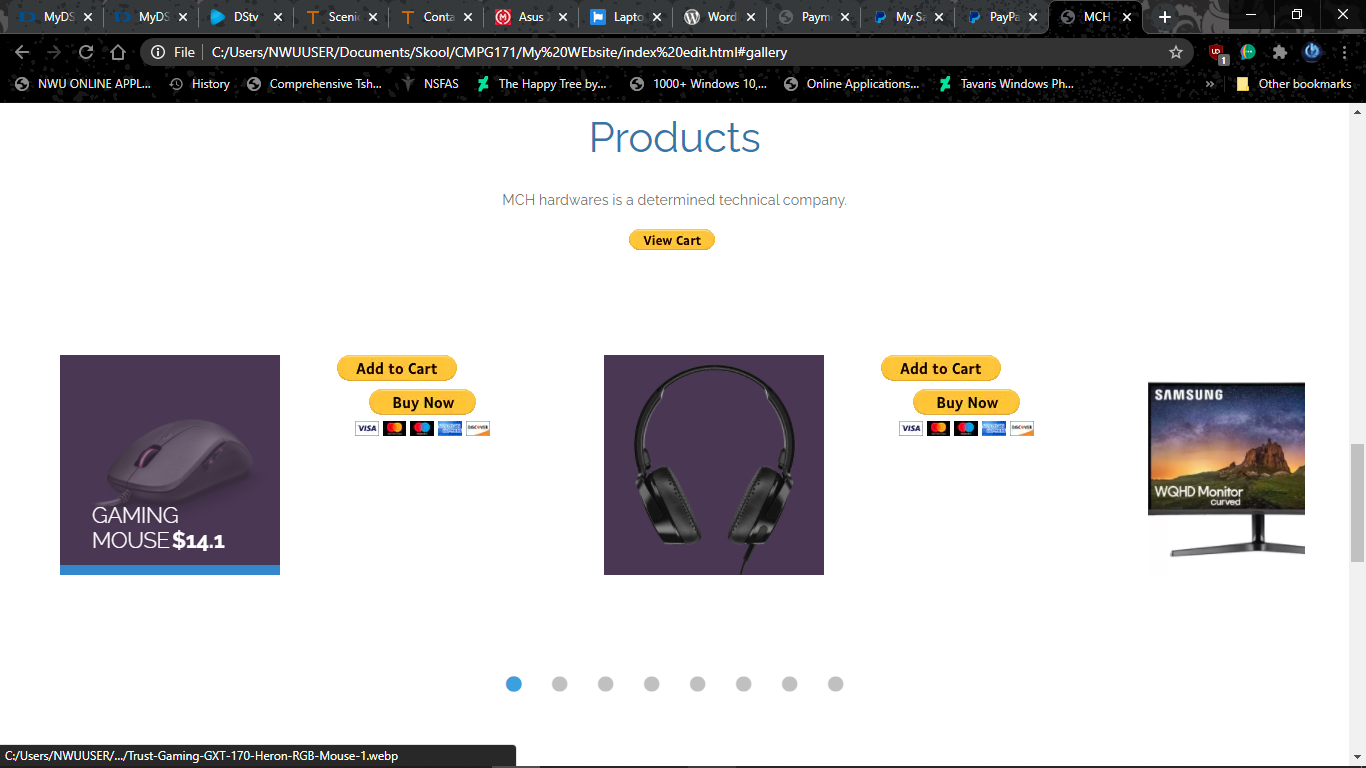 MyDS
MyDS
DStv
Scenic
Conta
Asus
Lapto
Word
Paym
My Sa
PayPa
MCH
File
C:/Users/NWUUSER/Documents/Skool/CMPG171/My%20WEbsite/index%20edit.html#gallery
1
NWU ONLINE APPL...
History
Comprehensive Tsh...
NSFAS
The Happy Tree by...
1000+ Windows 10,...
Online Applications...
Tavaris Windows Ph...
»
Other bookmarks
Products
MCH hardwares is a determined technical company.
View Cart
GAMING
MOUSE $14.1
Add to Cart
Buy Now
VISA
DISCOVER
Add to Cart
Buy Now
VISA
DISCOVER
SAMSUNG
WQHD Monitor
curved
C:/Users/NWUUSER/.../Trust-Gaming-GXT-170-Heron-RGB-Mouse-1.webp